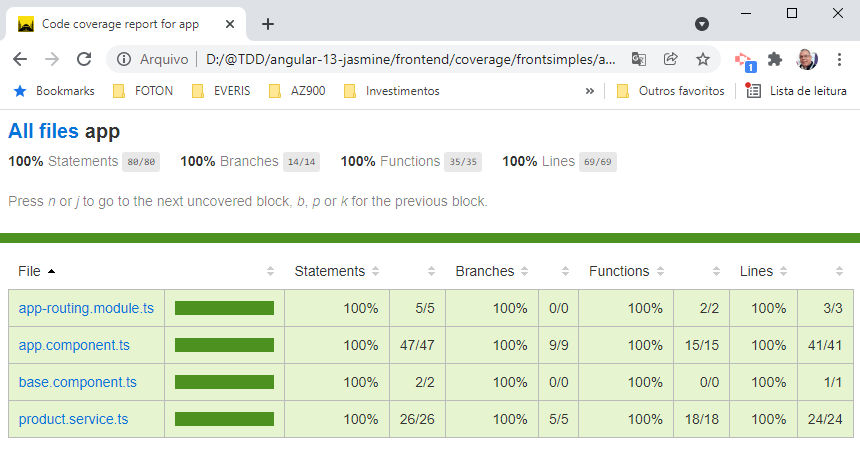 Code coverage report for app
Arquivo | D:/@TDD/angular-13-jasmine/frontend/coverage/frontsimples/a...
1
Bookmarks FOTON EVERIS AZ900 Investimentos » Outros favoritos Lista de leitura
All files app
100% Statements 80/80 100% Branches 14/14 100% Functions 35/35 100% Lines 69/69
Press n or j to go to the next uncovered block, b, p or k for the previous block.
File Statements Branches Functions Lines
app-routing.module.ts 100% 5/5 100% 0/0 100% 2/2 100% 3/3
app.component.ts 100% 47/47 100% 9/9 100% 15/15 100% 41/41
base.component.ts 100% 2/2 100% 0/0 100% 0/0 100% 1/1
product.service.ts 100% 26/26 100% 5/5 100% 18/18 100% 24/24